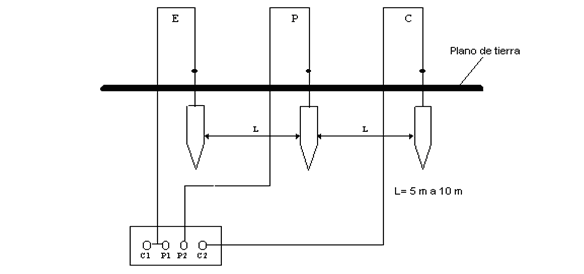 E P C
Plano de tierra
L L
L= 5 m a 10 m
C1 P1 P2 C2